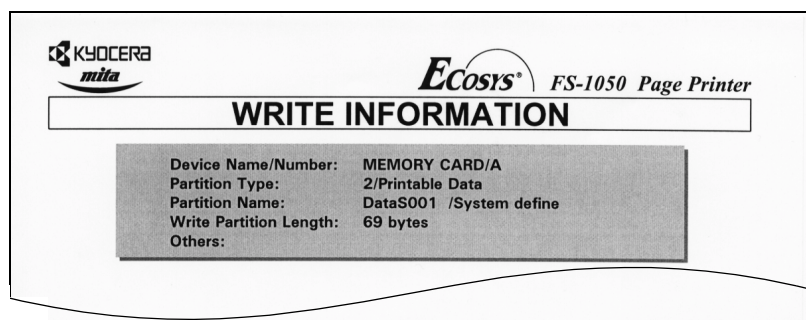 KYOCERA
mita
ECOSYS® FS-1050 Page Printer
WRITE INFORMATION
Device Name/Number: MEMORY CARD/A
Partition Type: 2/Printable Data
Partition Name: DataS001 /System define
Write Partition Length: 69 bytes
Others: